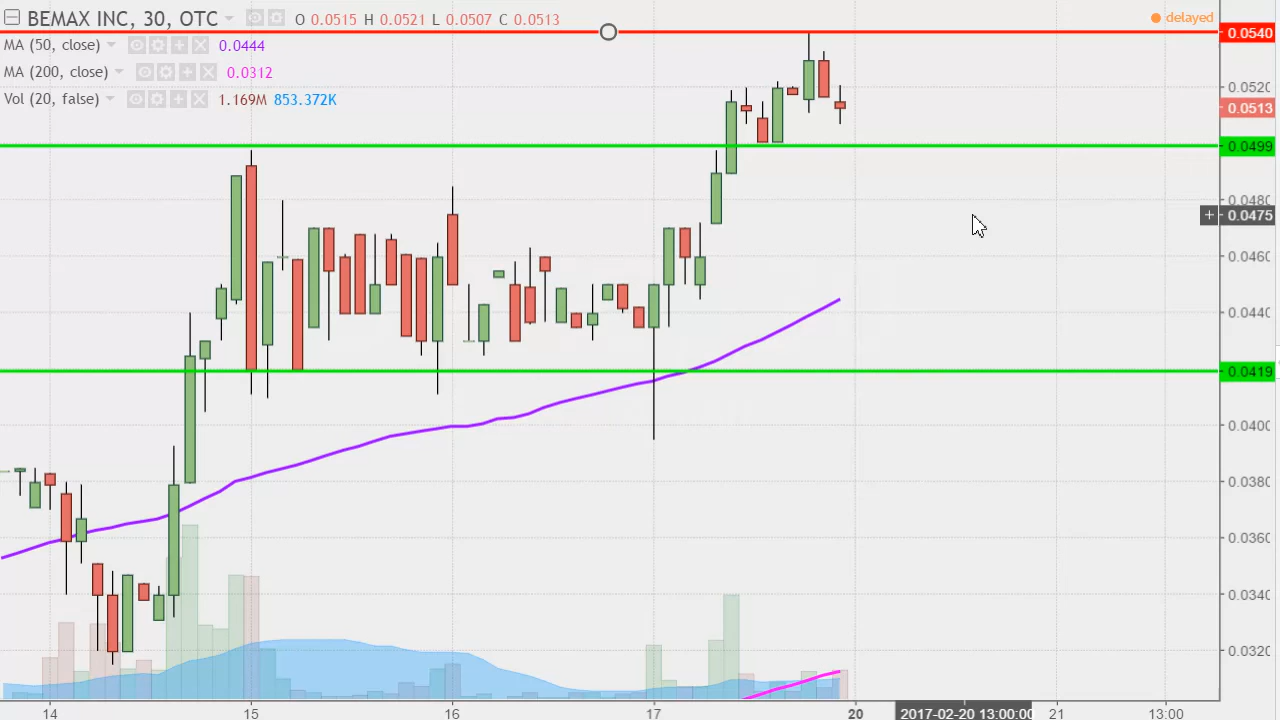 BEMAX INC, 30, OTC O 0.0515 H 0.0521 L 0.0507 C 0.0513
delayed
MA (50, close) 0.0444
MA (200, close) 0.0312
Vol (20, false) 1.169M 853.372K
0.0540
0.0520
0.0513
0.0499
0.0480
0.0475
0.0460
0.0440
0.0419
0.0400
0.0380
0.0360
0.0340
0.0320
14 15 16 17 20 2017-02-20 13:00:00 21 13:00